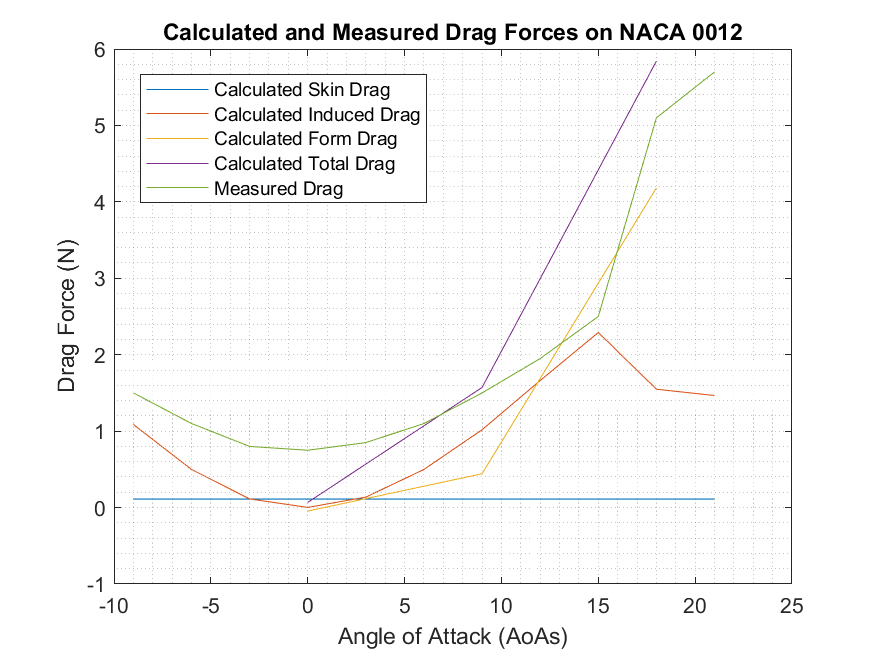 Calculated and Measured Drag Forces on NACA 0012
6
5
4
3
2
1
0
-1
Drag Force (N)
Calculated Skin Drag
Calculated Induced Drag
Calculated Form Drag
Calculated Total Drag
Measured Drag
-10 -5 0 5 10 15 20 25
Angle of Attack (AoAs)